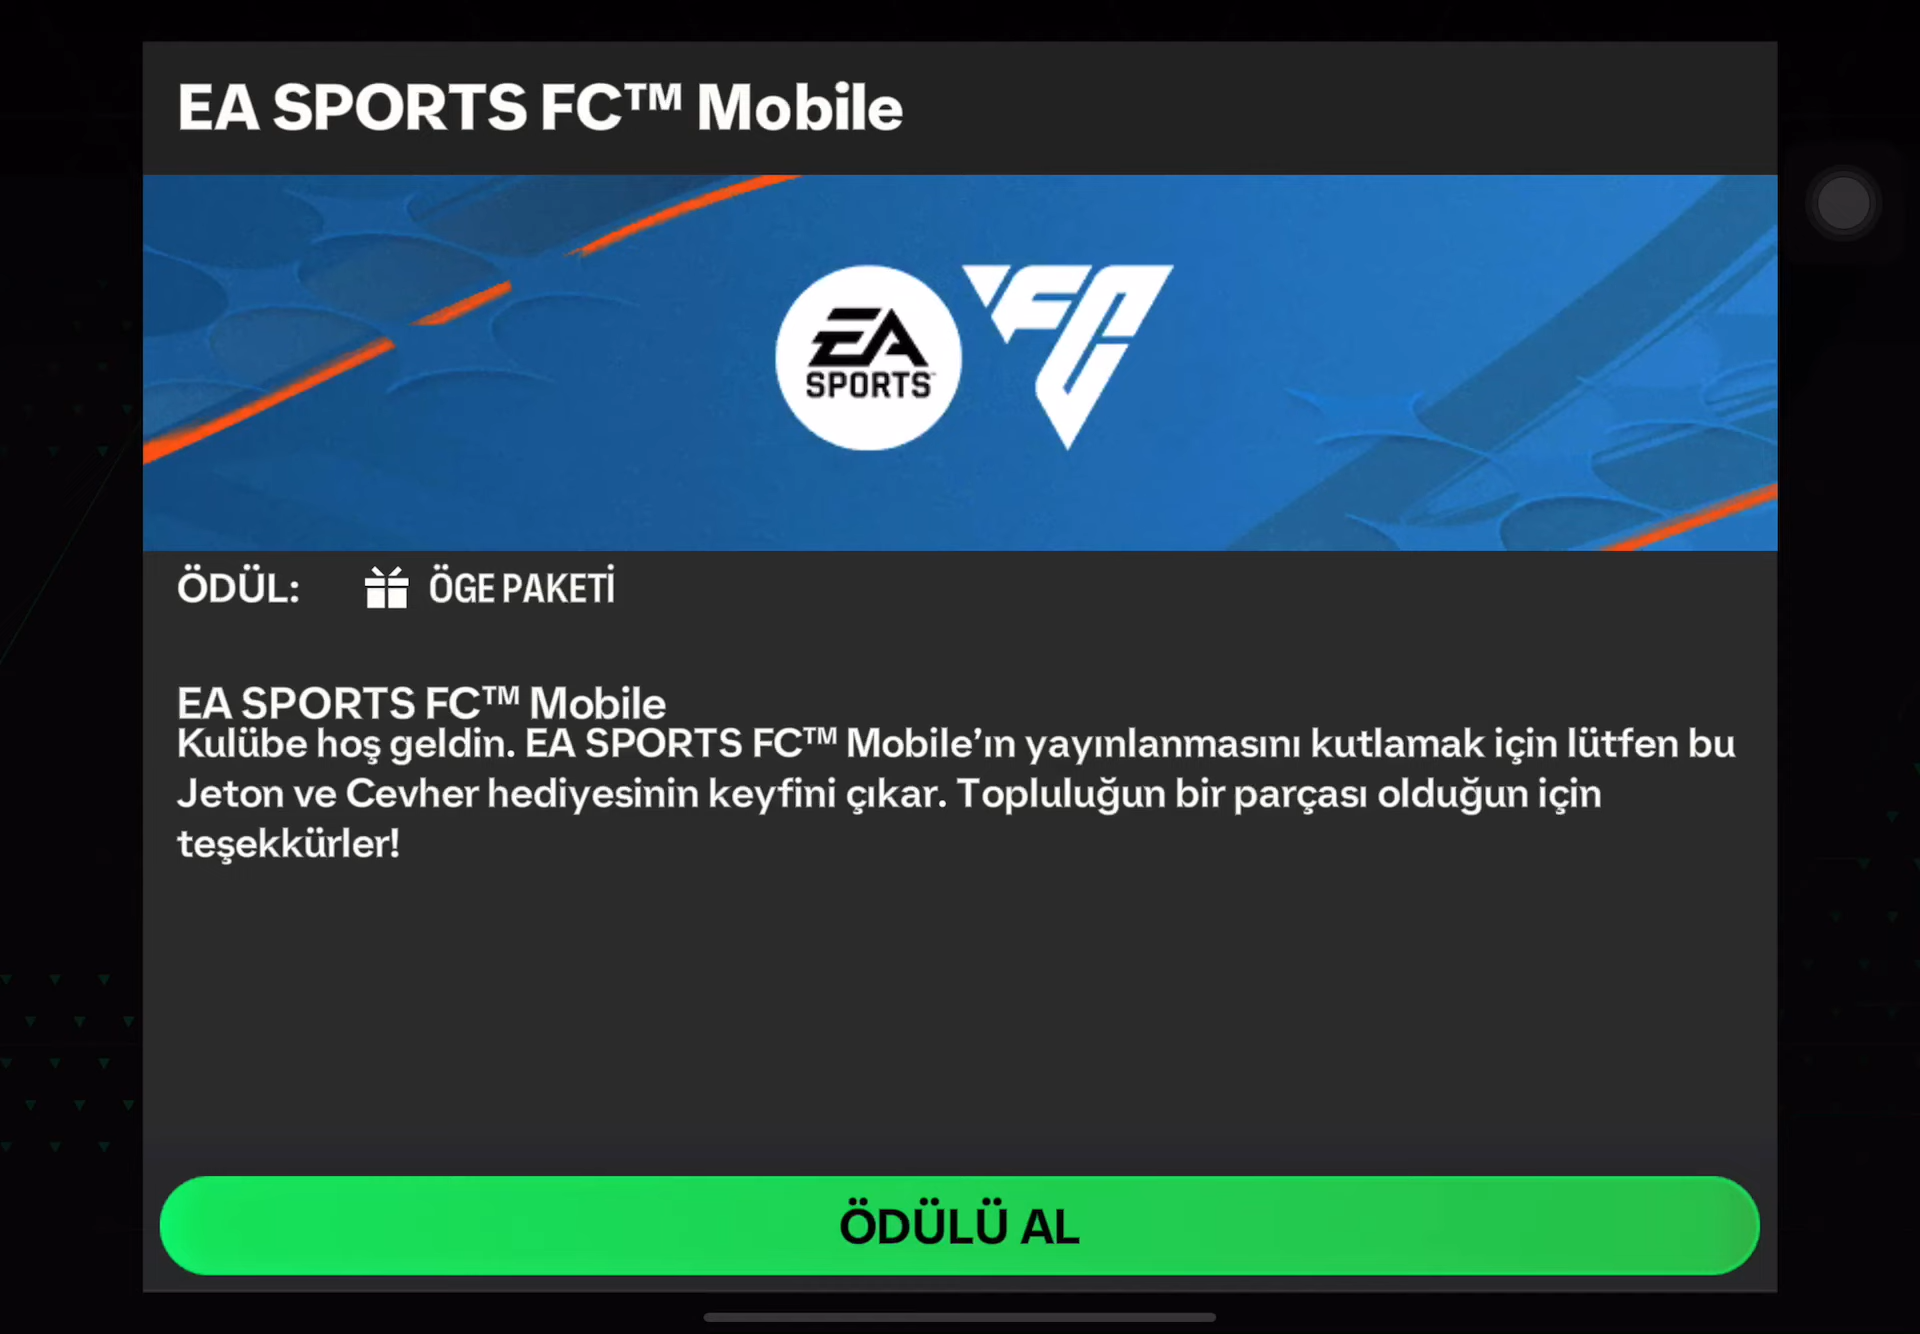 EA SPORTS FC™ Mobile
EA
SPORTS™
FC
ÖDÜL: ÖGE PAKETİ
EA SPORTS FC™ Mobile
Kulübe hoş geldin. EA SPORTS FC™ Mobile’ın yayınlanmasını kutlamak için lütfen bu
Jeton ve Cevher hediyesinin keyfini çıkar. Topluluğun bir parçası olduğun için
teşekkürler!
ÖDÜLÜ AL